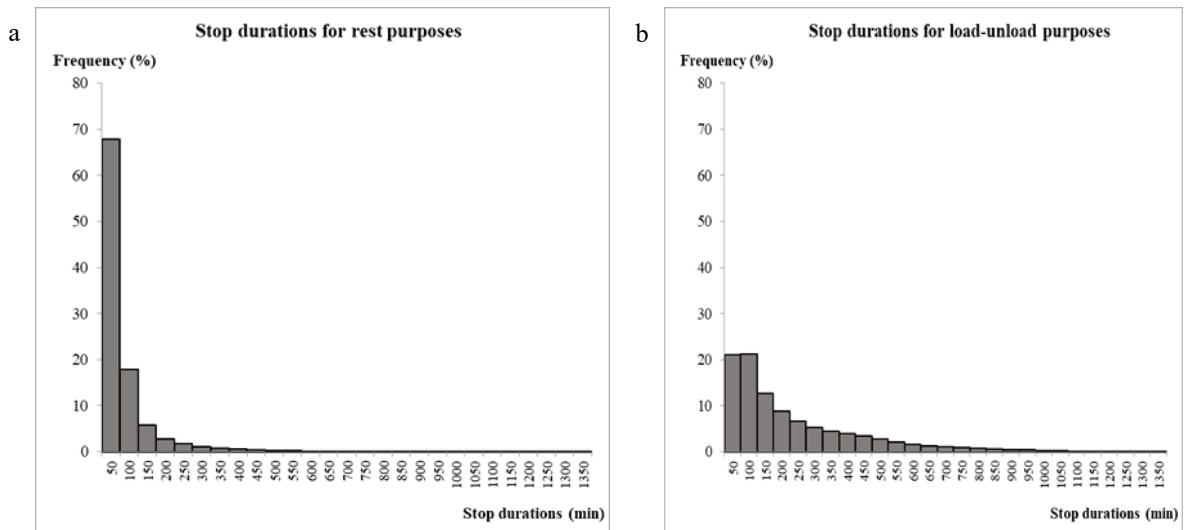 a
Stop durations for rest purposes
Frequency (%)
80
70
60
50
40
30
20
10
0
50 100 150 200 250 300 350 400 450 500 550 600 650 700 750 800 850 900 950 1000 1050 1100 1150 1200 1250 1300 1350
Stop durations (min)
b
Stop durations for load-unload purposes
Frequency (%)
80
70
60
50
40
30
20
10
0
50 100 150 200 250 300 350 400 450 500 550 600 650 700 750 800 850 900 950 1000 1050 1100 1150 1200 1250 1300 1350
Stop durations (min)